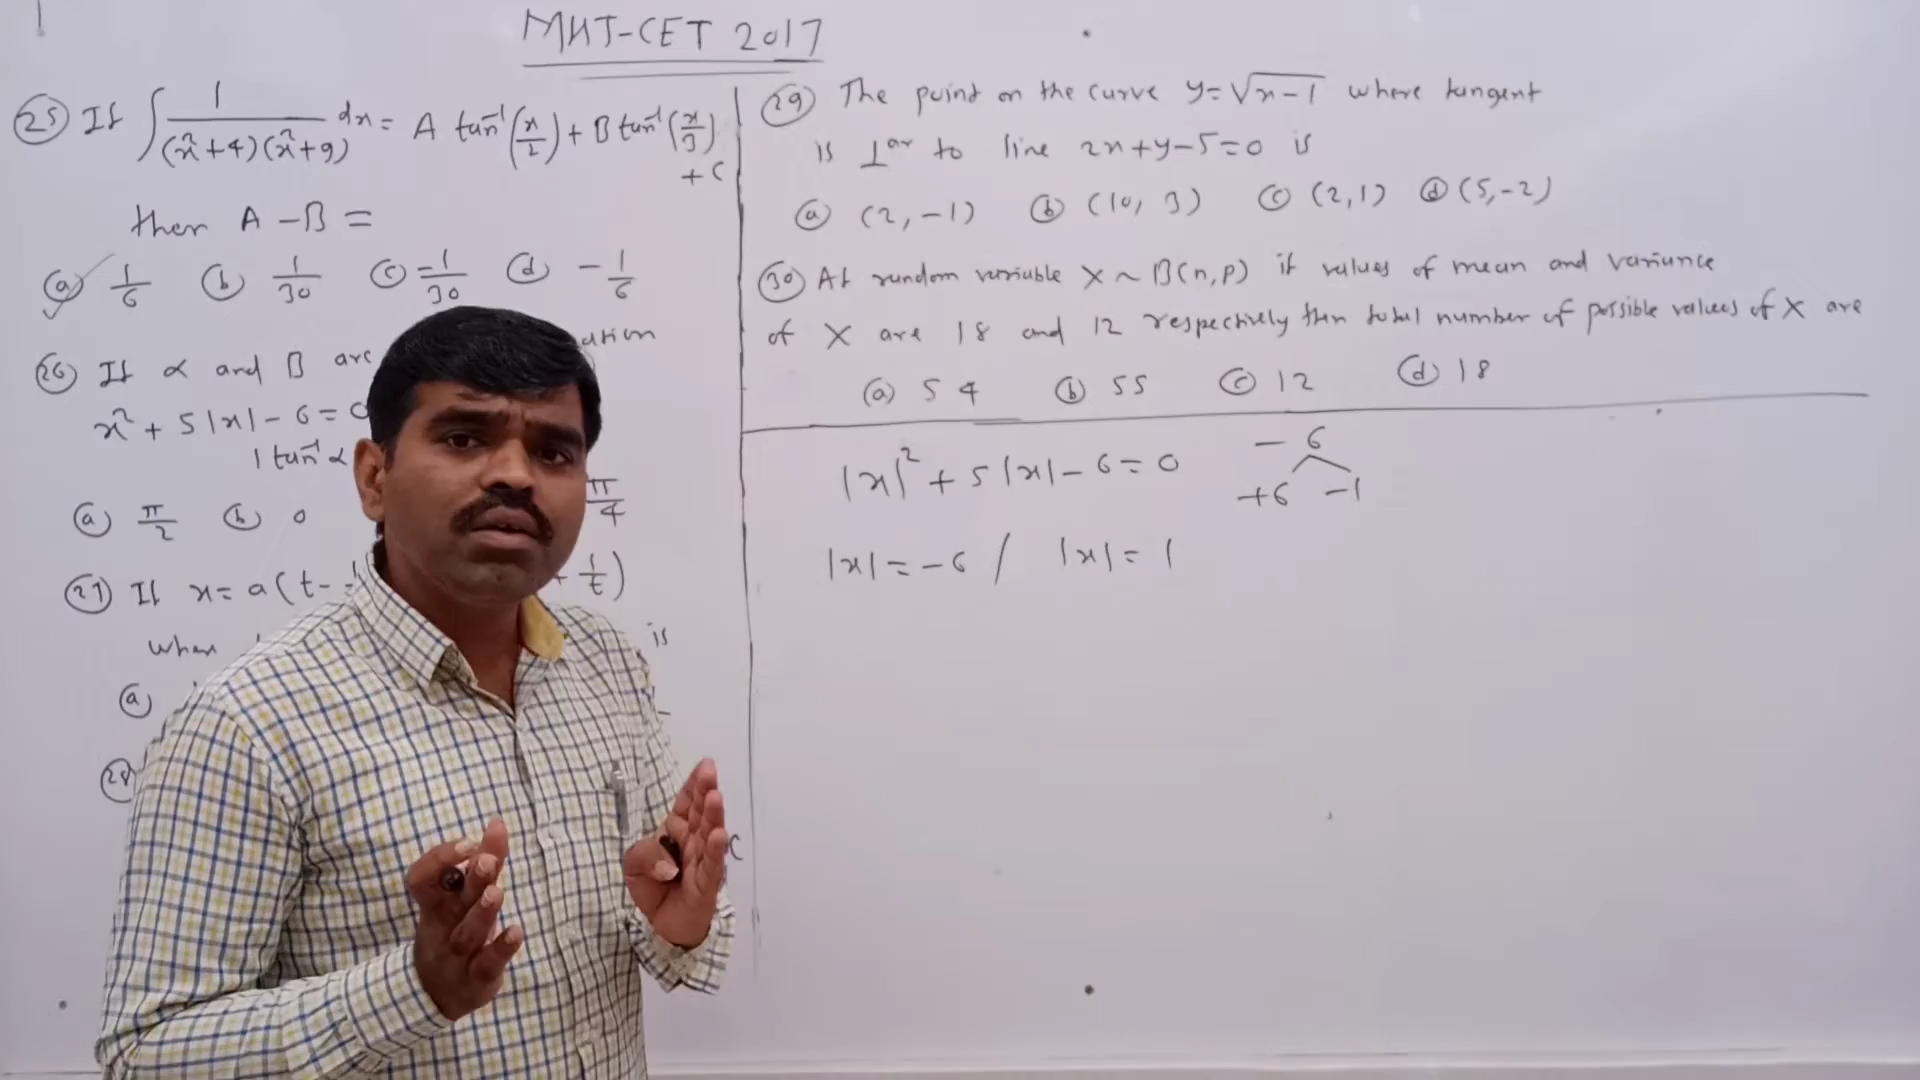 MHT-CET 2017
25 If ∫ 1/((x²+4)(x²+9)) dx = A tan⁻¹(x/2) + B tan⁻¹(x/3)
+ C
then A - B =
a 1/6 b 1/30 c -1/30 d -1/6
26 If α and B are
x² + 5|x| - 6 = 0
| tan⁻¹ α
a π/2 b 0 π/4
27 If x = a(t- + 1/t)
is
a
28
C
29 The point on the curve y = √(x-1) where tangent
is ⊥ar to line 2x+y-5=0 is
a (2,-1) b (10, 3) c (2,1) d (5,-2)
30 At random variable X ~ B(n,p) if values of mean and variance
of X are 18 and 12 respectively then total number of possible values of X are
a 54 b 55 c 12 d 18
|x|² + 5|x| - 6 = 0
- 6
+6 -1
|x| = -6 / |x| = 1